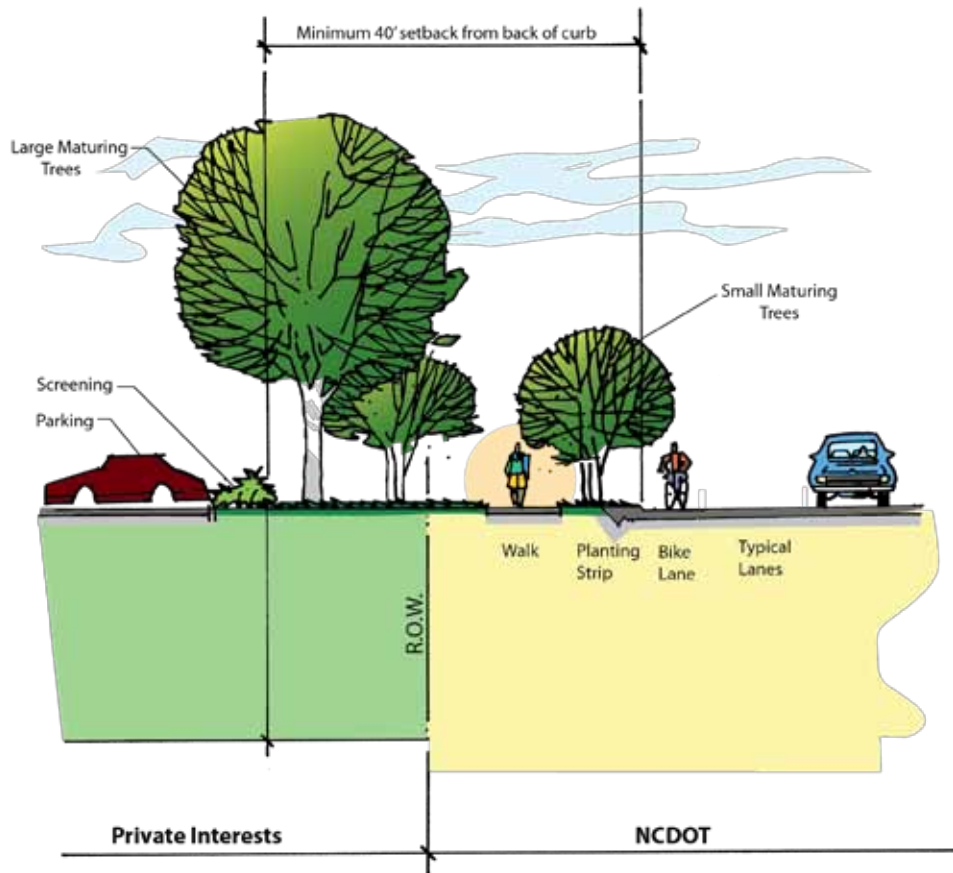 Minimum 40' setback from back of curb
Large Maturing
Trees
Small Maturing
Trees
Screening
Parking
Walk
Planting
Strip
Bike
Lane
Typical
Lanes
R.O.W.
Private Interests
NCDOT